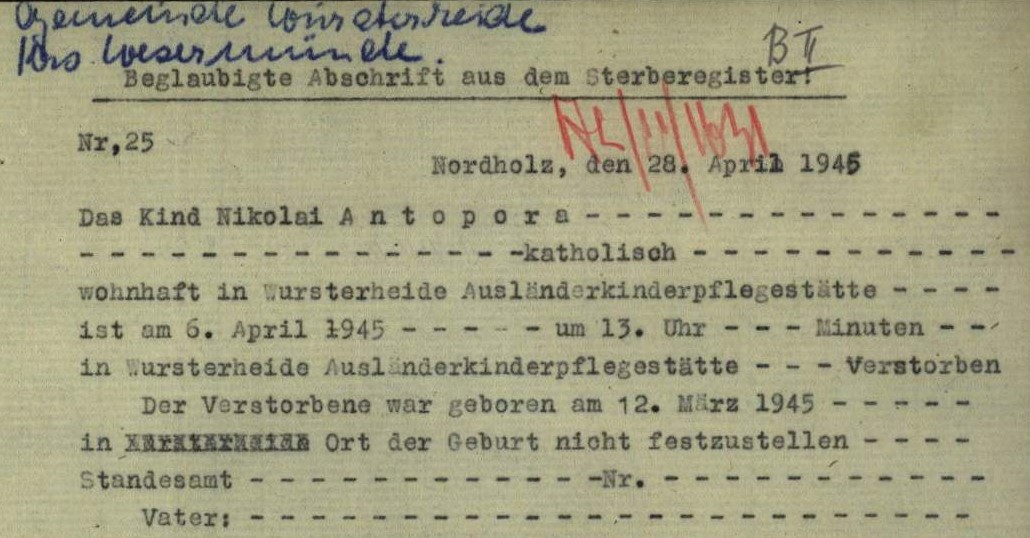 Gemeinde Wursterheide
Krs. Wesermünde.
B II
Beglaubigte Abschrift aus dem Sterberegister!
Nr,25
Nordholz, den 28. April 1945
Das Kind Nikolai A n t o p o r a - - - - - - - - - - - - - -
- - - - - - - - - - - - - - -katholisch - - - - - - - - - - -
wohnhaft in Wursterheide Ausländerkinderpflegestätte - - - -
ist am 6. April 1945 - - - - - um 13. Uhr - - - Minuten - - -
in Wursterheide Ausländerkinderpflegestätte - - - Verstorben
Der Verstorbene war geboren am 12. März 1945 - - - - -
in Ort der Geburt nicht festzustellen - - - -
Standesamt - - - - - - - - - - - -Nr. - - - - - - - - - - -
Vater: - - - - - - - - - - - - - - - - - - - - - - - -